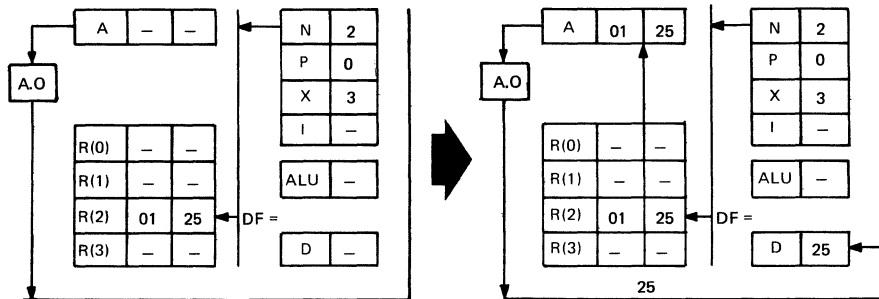 A — —
A.O
R(0) — —
R(1) — —
R(2) 01 25
R(3) — —
N 2
P 0
X 3
I —
ALU —
DF =
D —
A 01 25
A.O
R(0) — —
R(1) — —
R(2) 01 25
R(3) — —
N 2
P 0
X 3
I —
ALU —
DF =
D 25
25